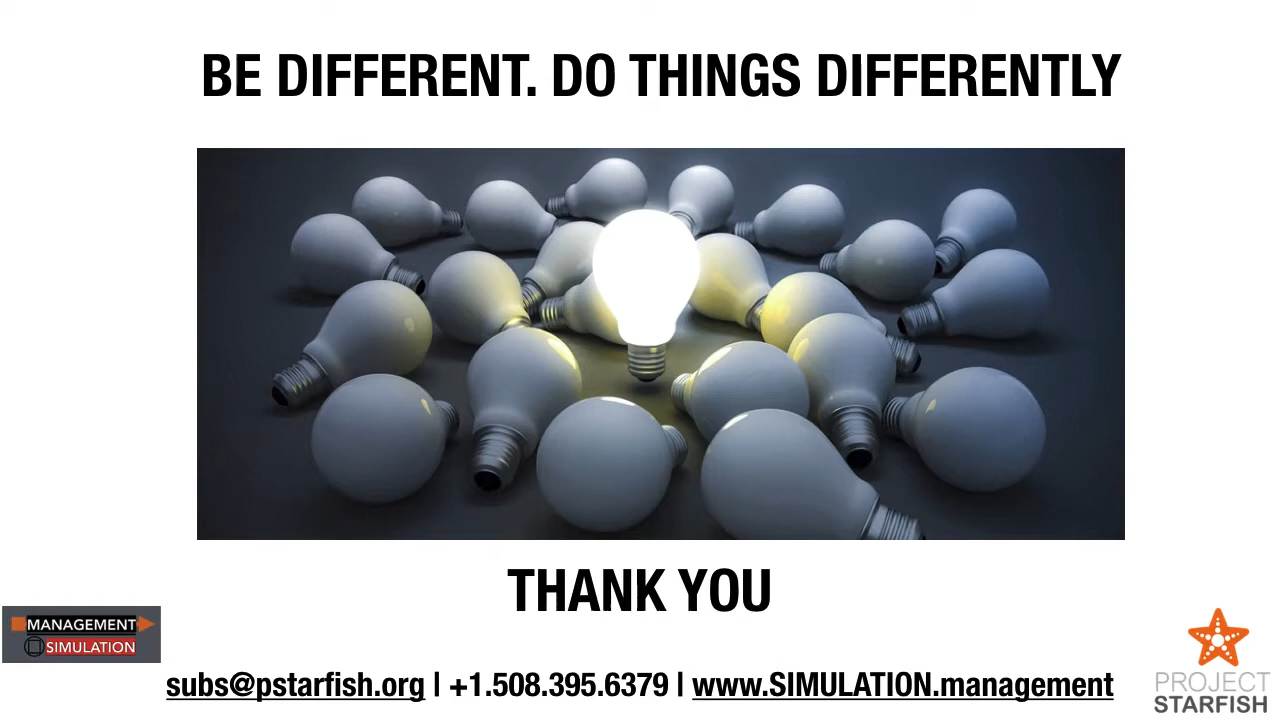 BE DIFFERENT. DO THINGS DIFFERENTLY
THANK YOU
MANAGEMENT
SIMULATION
subs@pstarfish.org | +1.508.395.6379 | www.SIMULATION.management
PROJECT
STARFISH